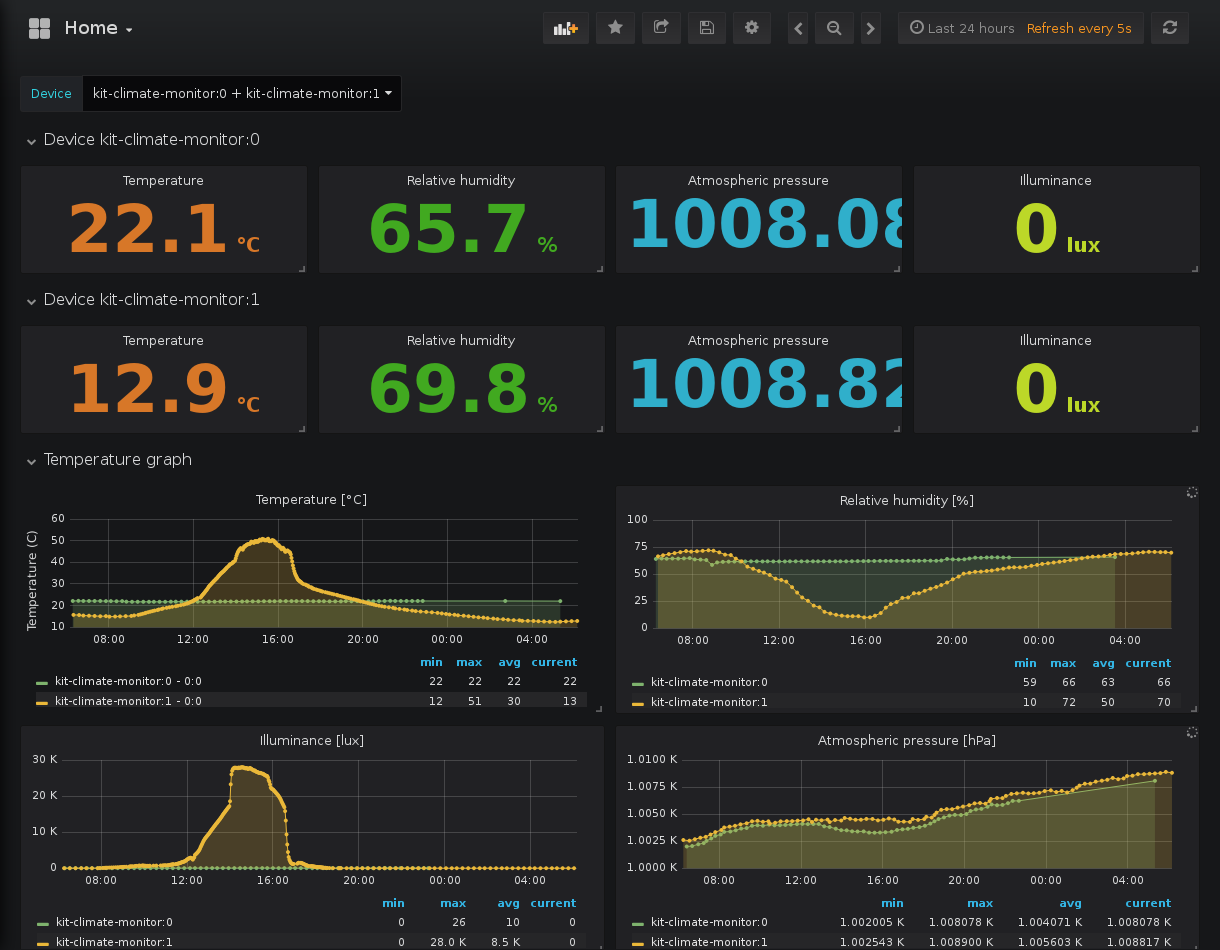 Home
Last 24 hours Refresh every 5s
Device kit-climate-monitor:0 + kit-climate-monitor:1
Device kit-climate-monitor:0
Temperature
22.1 °C
Relative humidity
65.7 %
Atmospheric pressure
1008.08
Illuminance
0 lux
Device kit-climate-monitor:1
Temperature
12.9 °C
Relative humidity
69.8 %
Atmospheric pressure
1008.82
Illuminance
0 lux
Temperature graph
Temperature [°C]
Temperature (C)
60
50
40
30
20
10
08:00 12:00 16:00 20:00 00:00 04:00
min max avg current
kit-climate-monitor:0 - 0:0 22 22 22 22
kit-climate-monitor:1 - 0:0 12 51 30 13
Relative humidity [%]
100
75
50
25
0
08:00 12:00 16:00 20:00 00:00 04:00
min max avg current
kit-climate-monitor:0 59 66 63 66
kit-climate-monitor:1 10 72 50 70
Illuminance [lux]
30 K
20 K
10 K
0
08:00 12:00 16:00 20:00 00:00 04:00
min max avg current
kit-climate-monitor:0 0 26 10 0
kit-climate-monitor:1 0 28.0 K 8.5 K 0
Atmospheric pressure [hPa]
1.0100 K
1.0075 K
1.0050 K
1.0025 K
1.0000 K
08:00 12:00 16:00 20:00 00:00 04:00
min max avg current
kit-climate-monitor:0 1.002005 K 1.008078 K 1.004071 K 1.008078 K
kit-climate-monitor:1 1.002543 K 1.008900 K 1.005603 K 1.008817 K